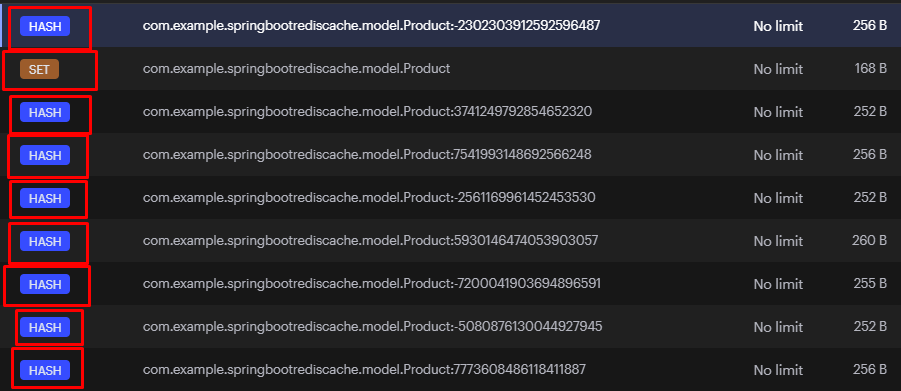 HASH com.example.springbootrediscache.model.Product:-2302303912592596487 No limit 256 B
SET com.example.springbootrediscache.model.Product No limit 168 B
HASH com.example.springbootrediscache.model.Product:3741249792854652320 No limit 252 B
HASH com.example.springbootrediscache.model.Product:7541993148692566248 No limit 256 B
HASH com.example.springbootrediscache.model.Product:-2561169961452453530 No limit 252 B
HASH com.example.springbootrediscache.model.Product:5930146474053903057 No limit 260 B
HASH com.example.springbootrediscache.model.Product:-7200041903694896591 No limit 255 B
HASH com.example.springbootrediscache.model.Product:-5080876130044927945 No limit 252 B
HASH com.example.springbootrediscache.model.Product:7773608486118411887 No limit 256 B